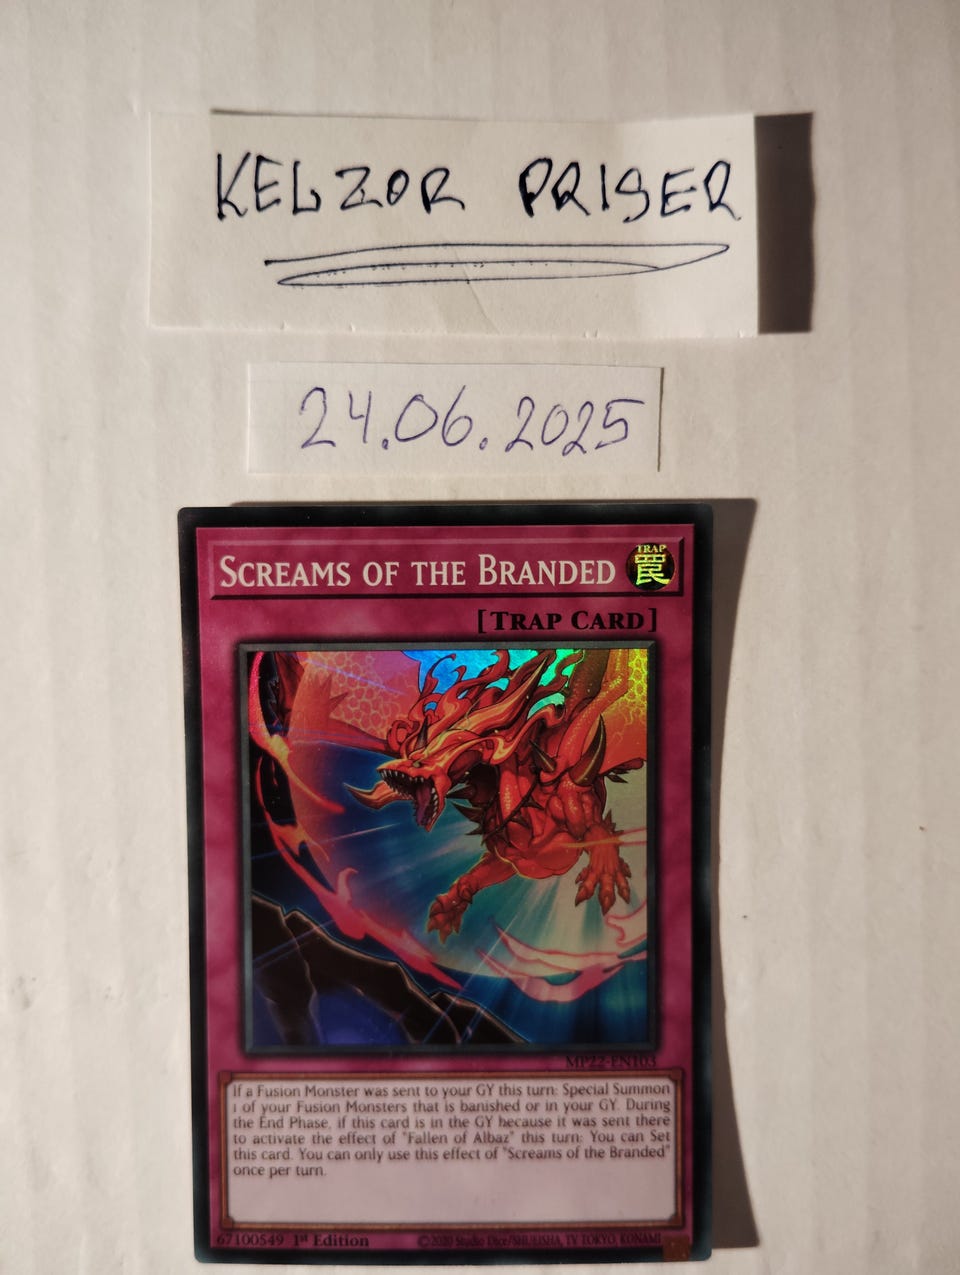 KELZOR PRISER
24.06.2025
SCREAMS OF THE BRANDED
TRAP
罠
[TRAP CARD]
MP22-EN103
If a Fusion Monster was sent to your GY this turn: Special Summon
1 of your Fusion Monsters that is banished or in your GY. During
the End Phase, if this card is in the GY because it was sent there
to activate the effect of "Fallen of Albaz" this turn: You can Set
this card. You can only use this effect of "Screams of the Branded"
once per turn.
67100549 1st Edition
©2020 Studio Dice/SHUEISHA, TV TOKYO, KONAMI